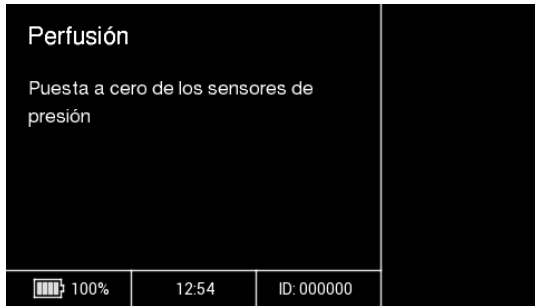 Perfusión
Puesta a cero de los sensores de
presión
100%
12:54
ID: 000000